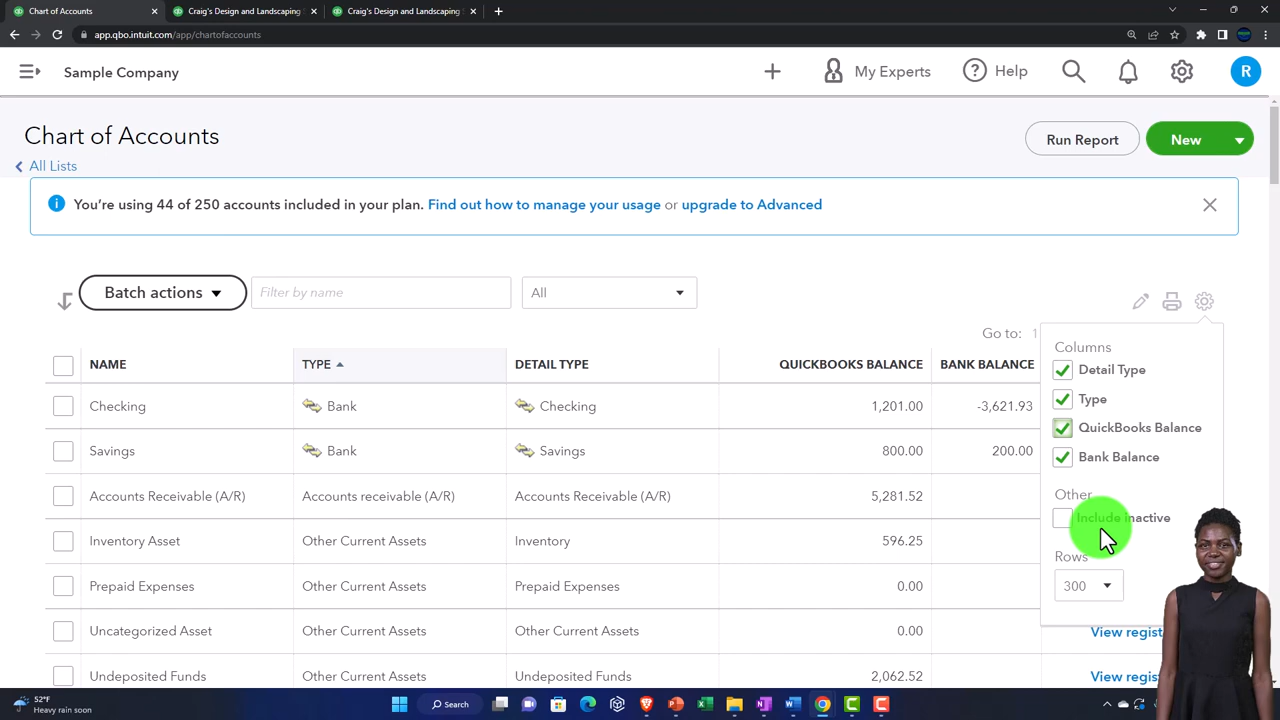 Chart of Accounts
Craig's Design and Landscaping S
Craig's Design and Landscaping S
app.qbo.intuit.com/app/chartofaccounts
Sample Company
My Experts
Help
R
Chart of Accounts
All Lists
Run Report
New
You're using 44 of 250 accounts included in your plan. Find out how to manage your usage or upgrade to Advanced
Batch actions
Filter by name
All
Go to: 1
NAME TYPE DETAIL TYPE QUICKBOOKS BALANCE BANK BALANCE
Checking Bank Checking 1,201.00 -3,621.93
Savings Bank Savings 800.00 200.00
Accounts Receivable (A/R) Accounts receivable (A/R) Accounts Receivable (A/R) 5,281.52
Inventory Asset Other Current Assets Inventory 596.25
Prepaid Expenses Other Current Assets Prepaid Expenses 0.00
Uncategorized Asset Other Current Assets Other Current Assets 0.00 View regist
Undeposited Funds Other Current Assets Undeposited Funds 2,062.52 View regis
Columns
Detail Type
Type
QuickBooks Balance
Bank Balance
Other
Include inactive
Rows
300
52°F
Heavy rain soon
Search